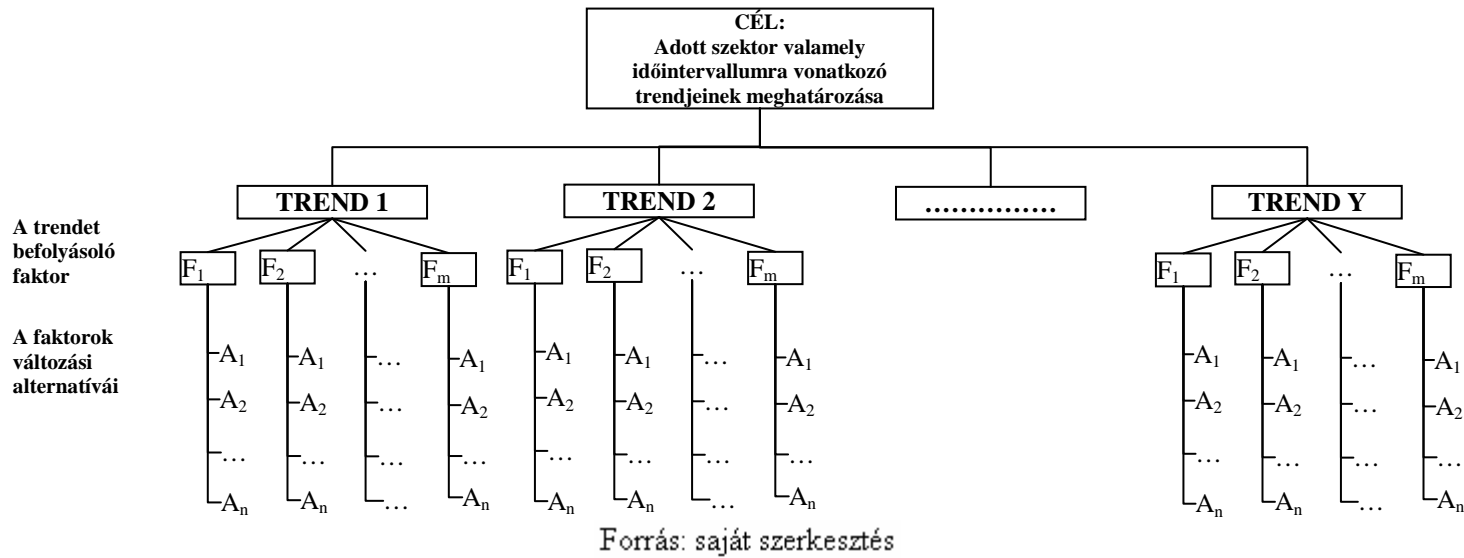 CÉL:
Adott szektor valamely
időintervallumra vonatkozó
trendjeinek meghatározása
TREND 1 TREND 2 ............... TREND Y
A trendet
befolyásoló
faktor
F1 F2 ... Fm F1 F2 ... Fm F1 F2 ... Fm
A faktorok
változási
alternatívái
A1 A1 ... A1 A1 A1 ... A1 A1 A1 ... A1
A2 A2 ... A2 A2 A2 ... A2 A2 A2 ... A2
... ... ... ... ... ... ... ... ... ... ... ...
An An ... An An An ... An An An ... An
Forrás: saját szerkesztés